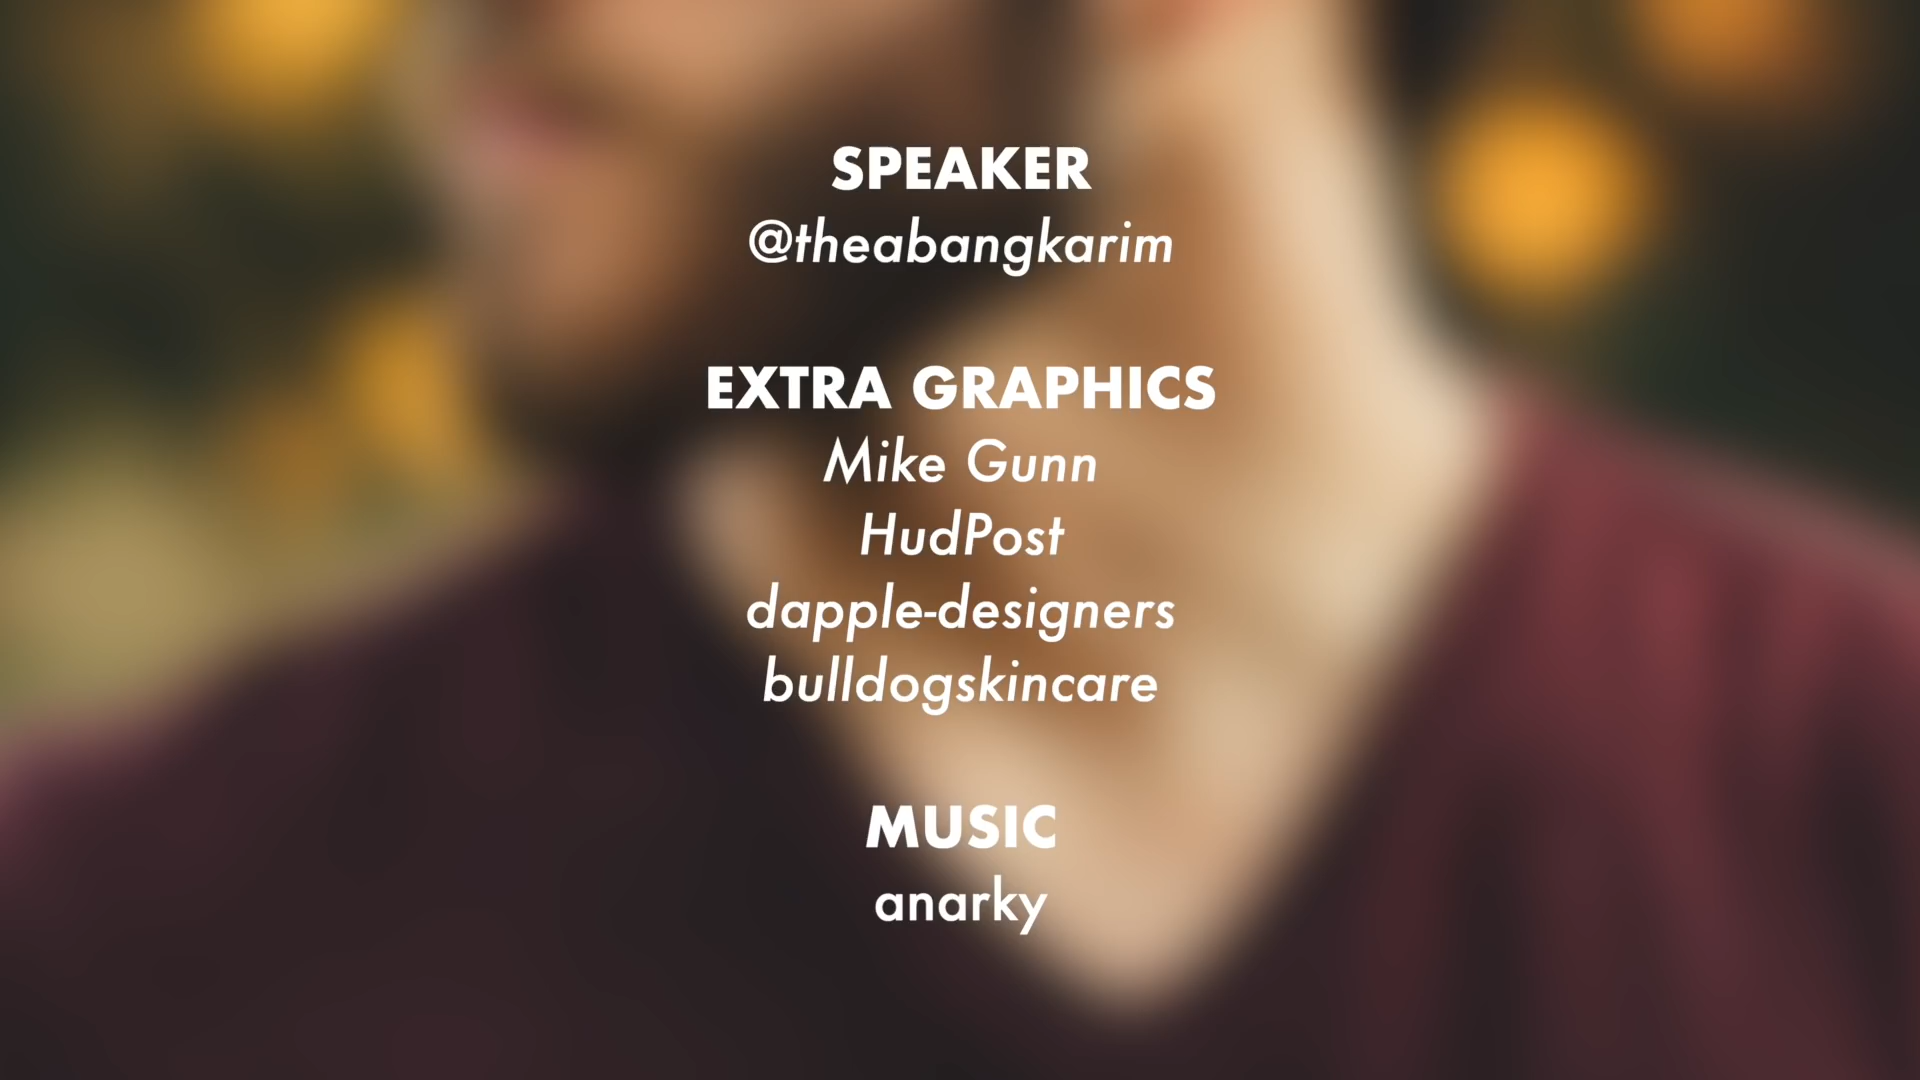 SPEAKER
@theabangkarim
EXTRA GRAPHICS
Mike Gunn
HudPost
dapple-designers
bulldogskincare
MUSIC
anarky